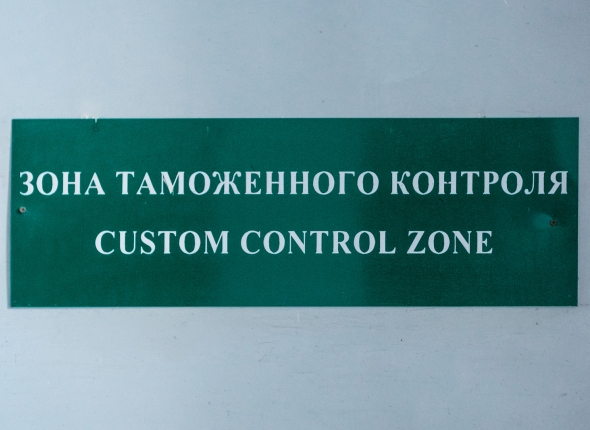 ЗОНА ТАМОЖЕННОГО КОНТРОЛЯ
CUSTOM CONTROL ZONE